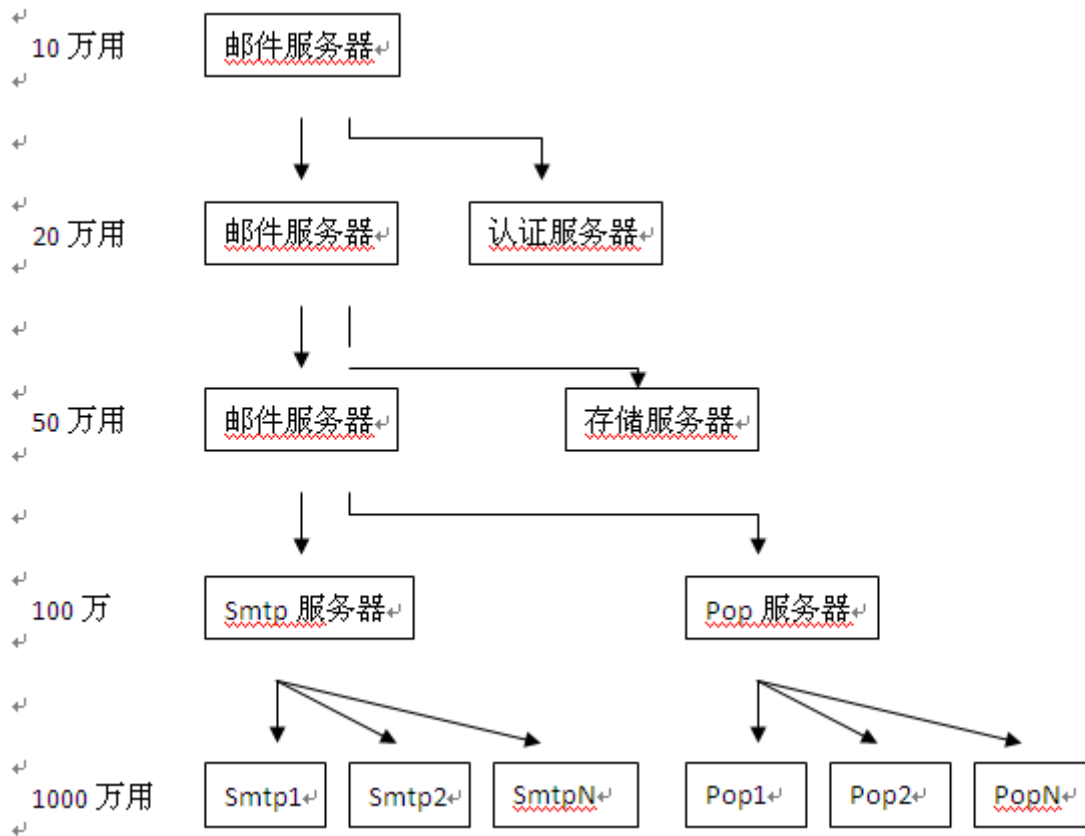 10 万用 邮件服务器
20 万用 邮件服务器 认证服务器
50 万用 邮件服务器 存储服务器
100 万 Smtp 服务器 Pop 服务器
1000 万用 Smtp1 Smtp2 SmtpN Pop1 Pop2 PopN